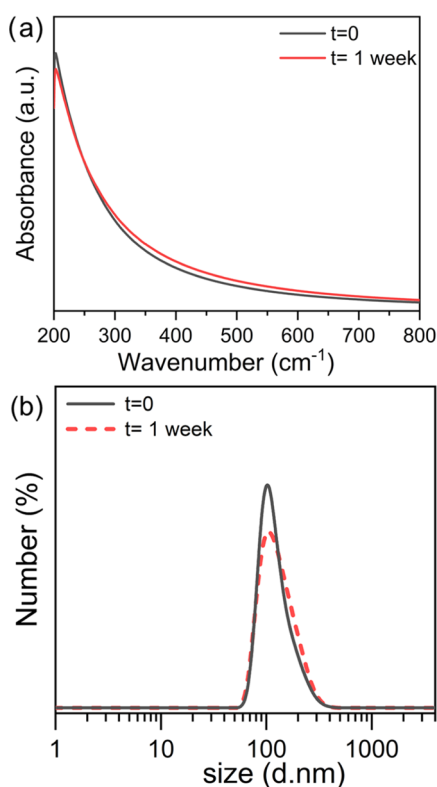 (a)
t=0
t= 1 week
Absorbance (a.u.)
200 300 400 500 600 700 800
Wavenumber (cm⁻¹)
(b)
t=0
t= 1 week
Number (%)
1 10 100 1000
size (d.nm)